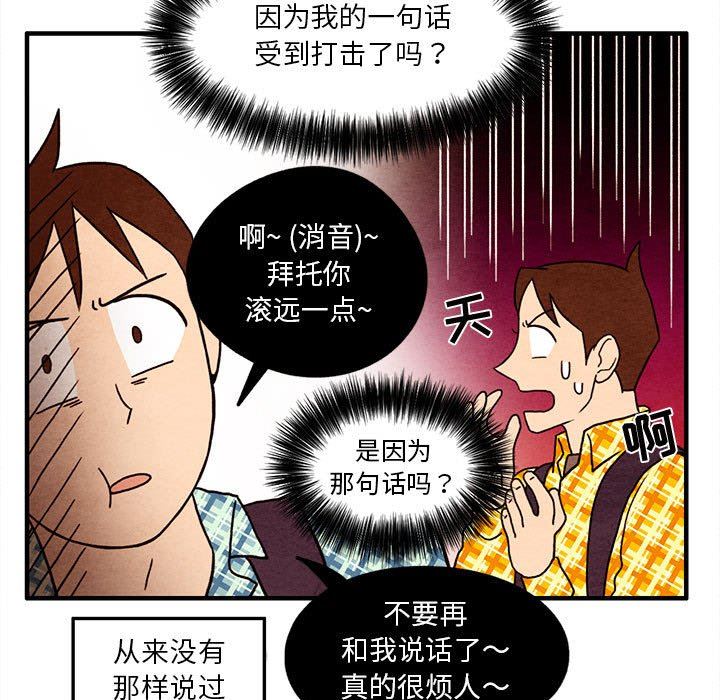 因为我的一句话
受到打击了吗？
啊~ (消音)~
拜托你
滚远一点~
天
啊
是因为
那句话吗？
不要再
和我说话了～
真的很烦人～
从来没有
那样说过